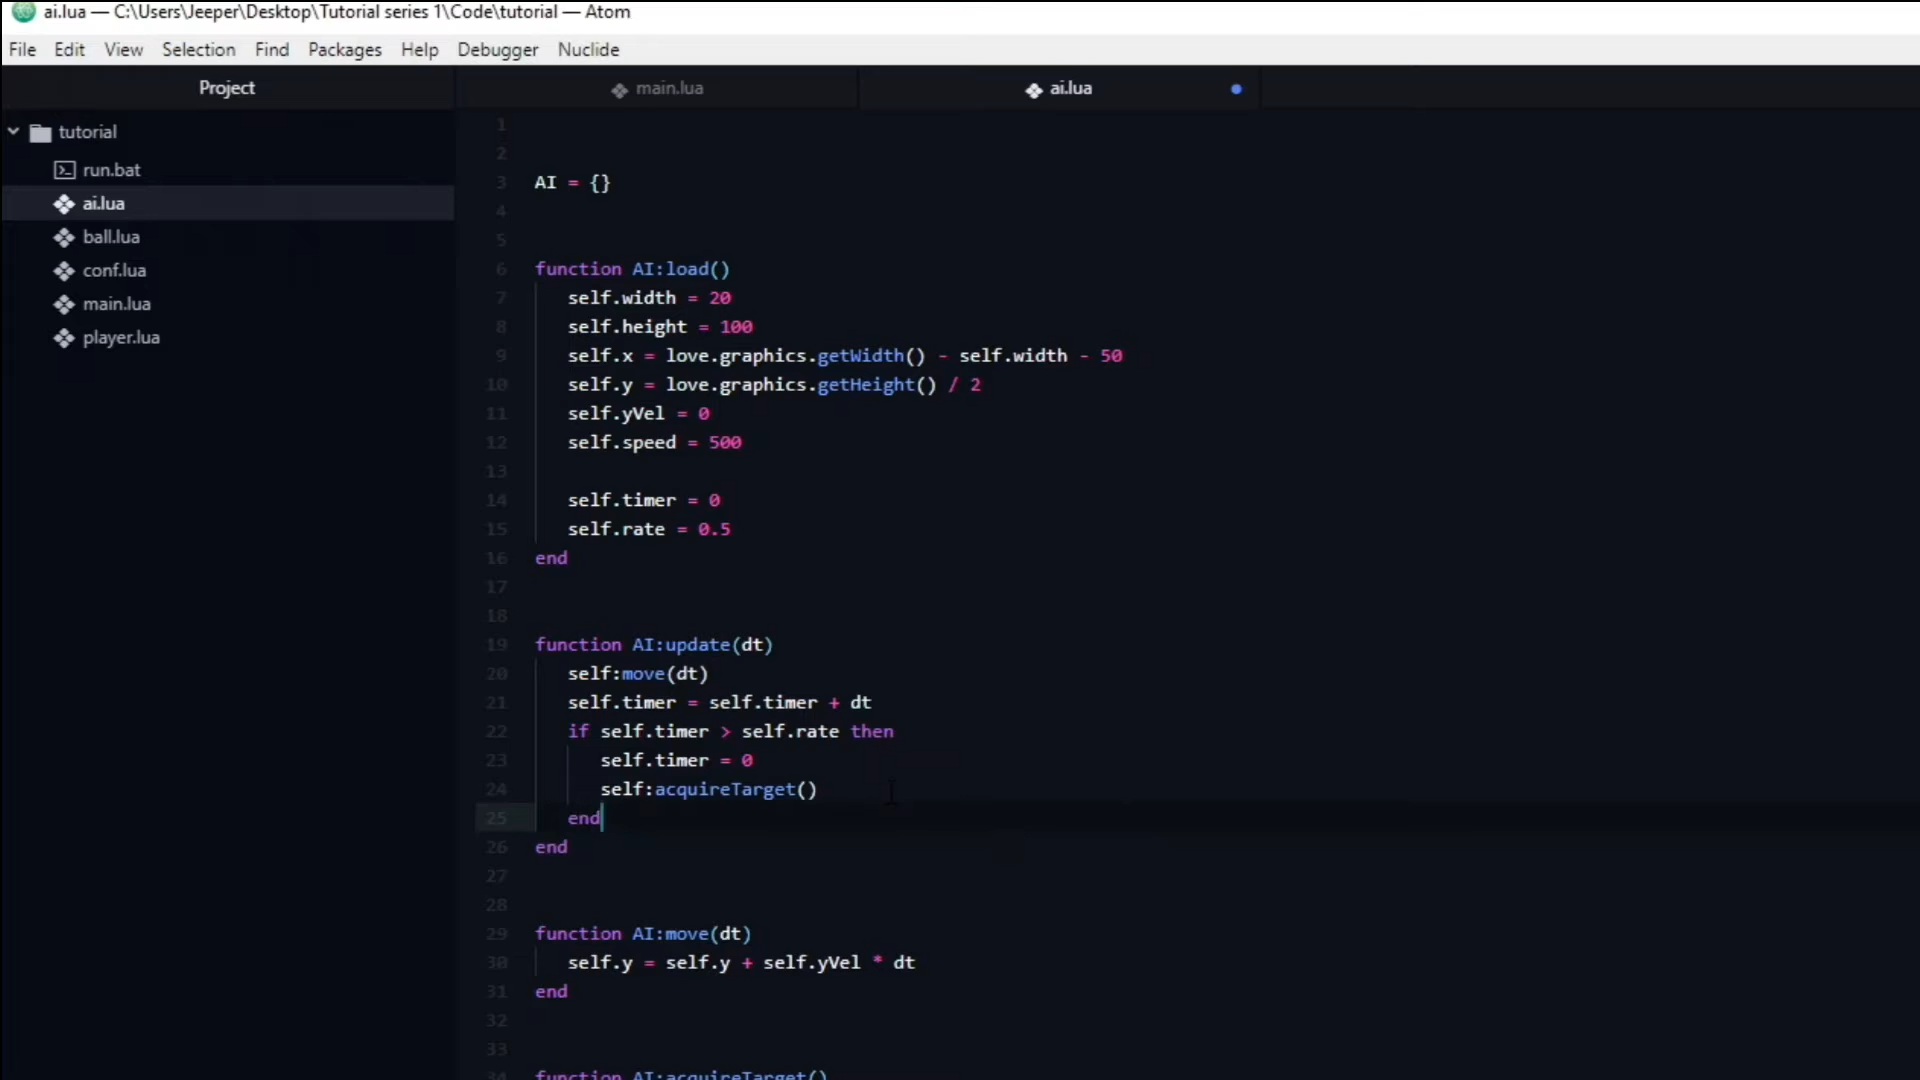 ai.lua — C:\Users\Jeeper\Desktop\Tutorial series 1\Code\tutorial — Atom
File Edit View Selection Find Packages Help Debugger Nuclide
Project
main.lua
ai.lua
tutorial
run.bat
ai.lua
ball.lua
conf.lua
main.lua
player.lua
1
2
3 AI = {}
4
5
6 function AI:load()
7 self.width = 20
8 self.height = 100
9 self.x = love.graphics.getWidth() - self.width - 50
10 self.y = love.graphics.getHeight() / 2
11 self.yVel = 0
12 self.speed = 500
13
14 self.timer = 0
15 self.rate = 0.5
16 end
17
18
19 function AI:update(dt)
20 self:move(dt)
21 self.timer = self.timer + dt
22 if self.timer > self.rate then
23 self.timer = 0
24 self:acquireTarget()
25 end
26 end
27
28
29 function AI:move(dt)
30 self.y = self.y + self.yVel * dt
31 end
32
33
34 function AI:acquireTarget()